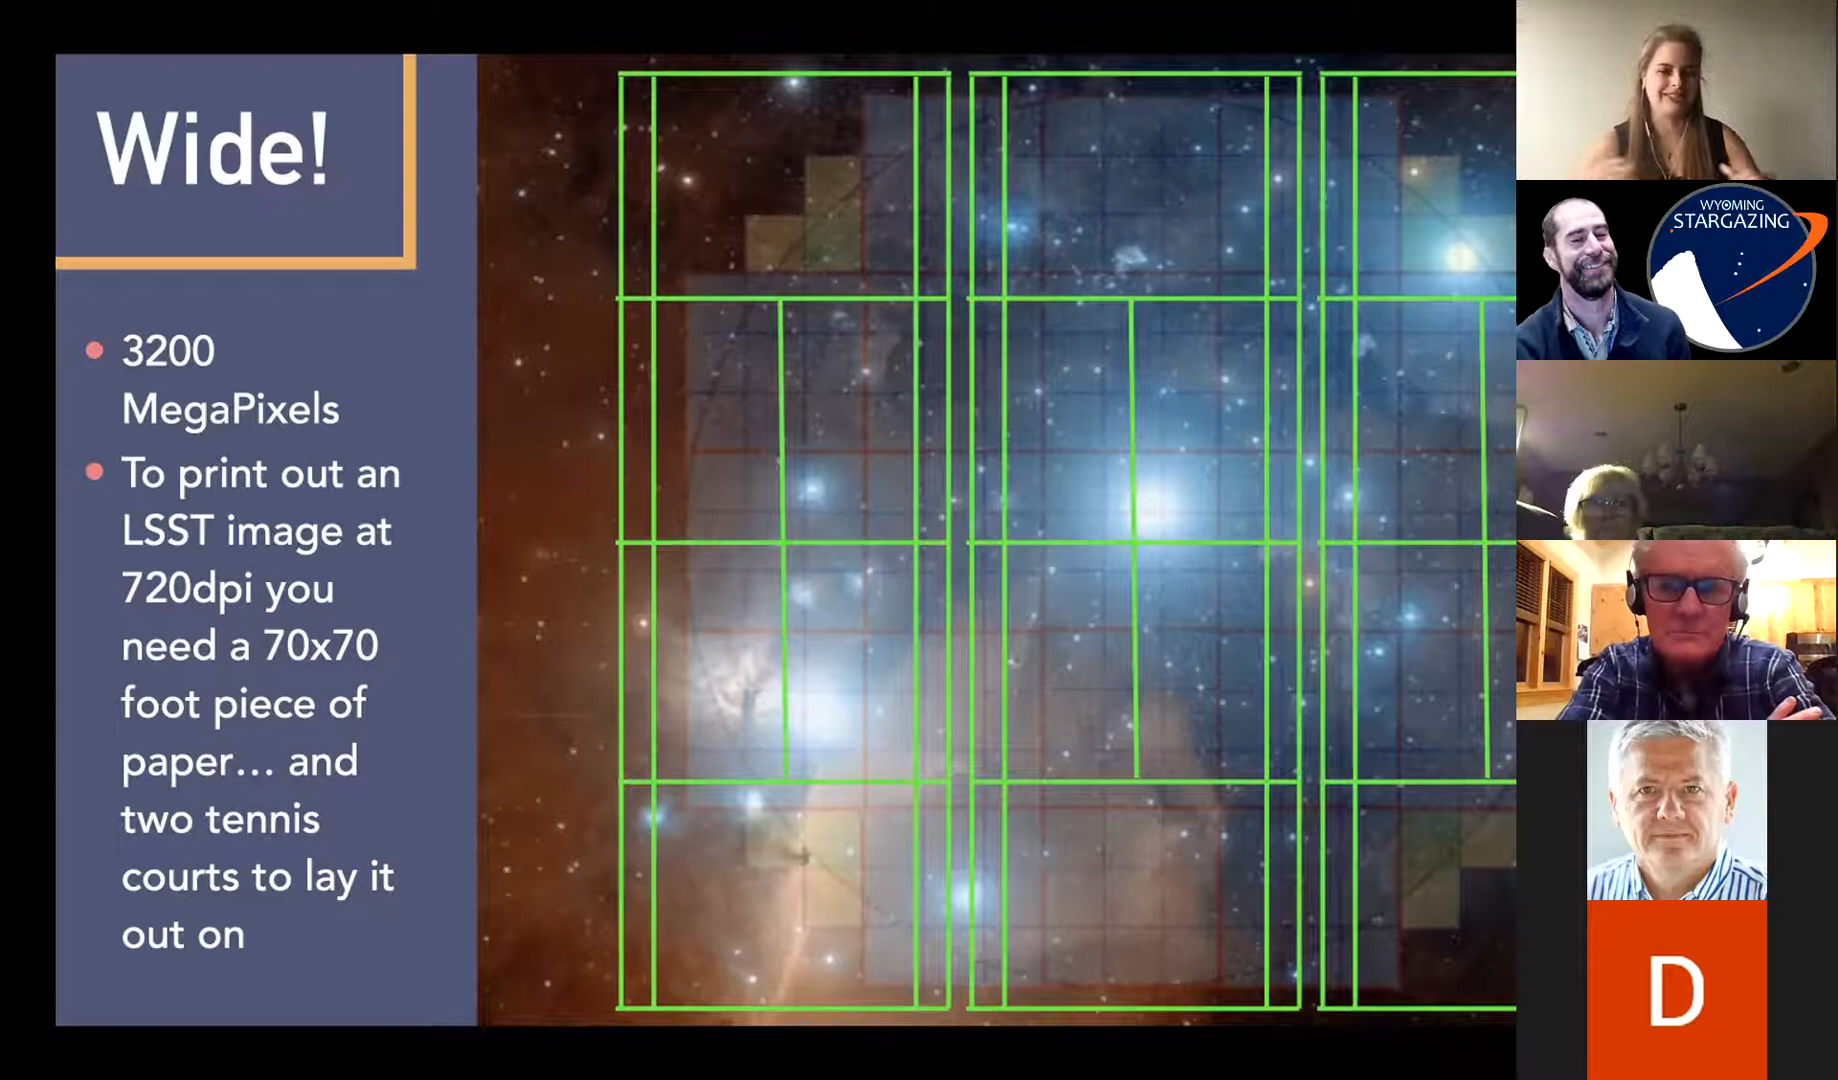 Wide!
3200
MegaPixels
To print out an
LSST image at
720dpi you
need a 70x70
foot piece of
paper... and
two tennis
courts to lay it
out on
WYOMING
STARGAZING
D